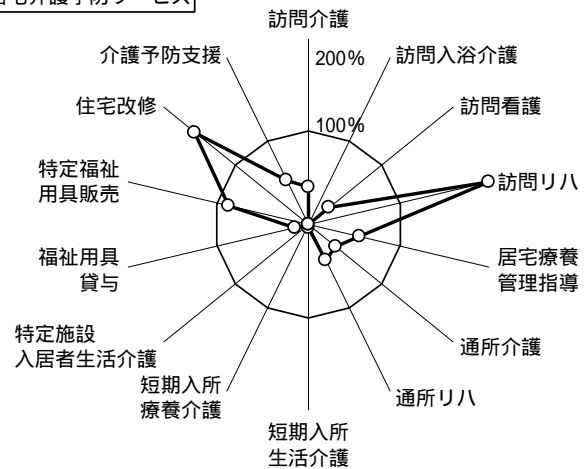 宅介護予防サービス
訪問介護
200%
訪問入浴介護
訪問看護
訪問リハ
居宅療養
管理指導
通所介護
通所リハ
短期入所
生活介護
短期入所
療養介護
特定施設
入居者生活介護
福祉用具
貸与
特定福祉
用具販売
住宅改修
介護予防支援
100%